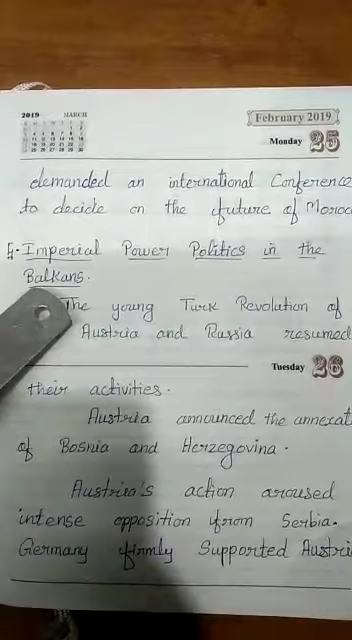 2019 MARCH
February 2019
Monday 25
demanded an international Conference
to decide on the future of Moroc
Imperial Power Politics in the
Balkans.
The young Turk Revolution of
Austria and Russia resumed
Tuesday 26
their activities.
Austria announced the annexat
of Bosnia and Herzegovina.
Austria's action aroused
intense opposition from Serbia.
Germany firmly Supported Austri